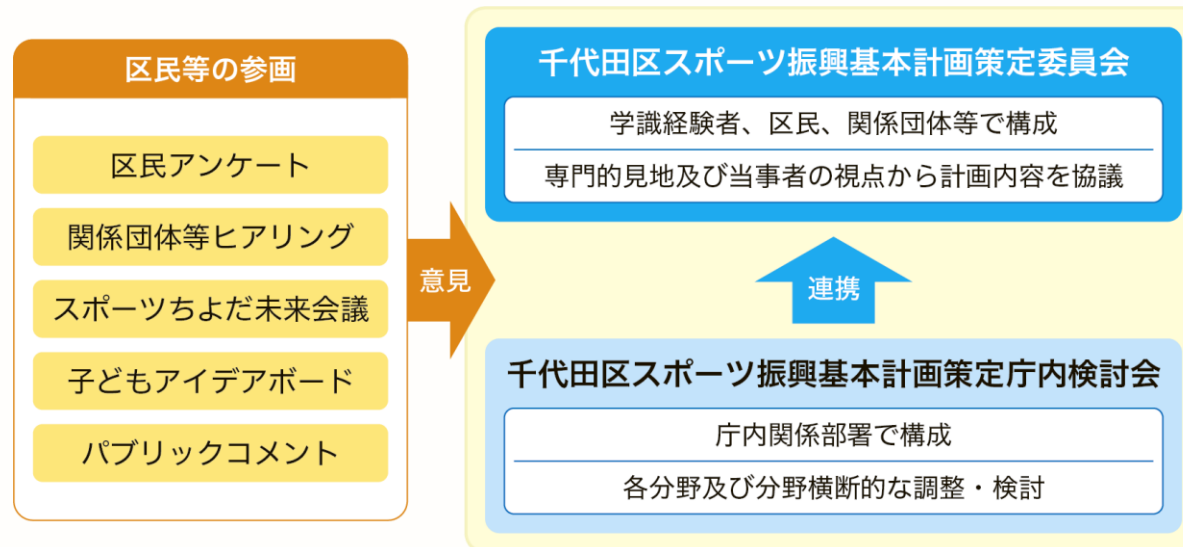 区民等の参画
区民アンケート
関係団体等ヒアリング
スポーツちよだ未来会議
子どもアイデアボード
パブリックコメント
意見
千代田区スポーツ振興基本計画策定委員会
学識経験者、区民、関係団体等で構成
専門的見地及び当事者の視点から計画内容を協議
連携
千代田区スポーツ振興基本計画策定庁内検討会
庁内関係部署で構成
各分野及び分野横断的な調整・検討